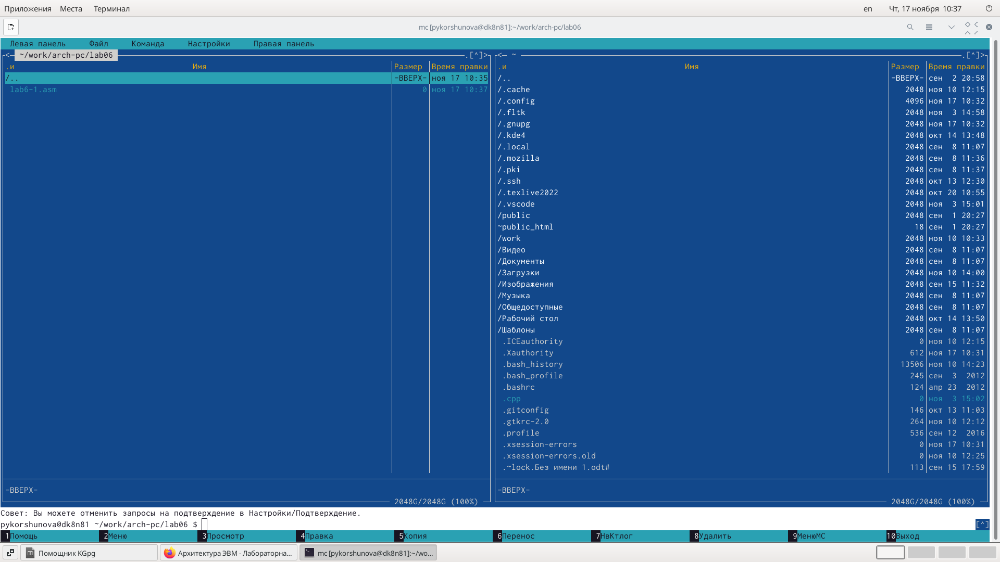 Приложения Места Терминал en Чт, 17 ноября 10:37
mc [pykorshunova@dk8n81]:~/work/arch-pc/lab06
Левая панель Файл Команда Настройки Правая панель
<— ~/work/arch-pc/lab06 .[^]>
.и Имя Размер Время правки
/.. -ВВЕРХ- ноя 17 10:35
lab6-1.asm 0 ноя 17 10:37
-ВВЕРХ-
2048G/2048G (100%)
<— ~ .[^]>
.и Имя Размер Время правки
/.. -ВВЕРХ- сен 2 20:58
/.cache 2048 ноя 10 12:15
/.config 4096 ноя 17 10:32
/.fltk 2048 ноя 3 14:58
/.gnupg 2048 ноя 17 10:32
/.kde4 2048 окт 14 13:48
/.local 2048 сен 8 11:07
/.mozilla 2048 сен 8 11:36
/.pki 2048 сен 8 11:37
/.ssh 2048 окт 13 12:30
/.texlive2022 2048 окт 20 10:55
/.vscode 2048 ноя 3 15:01
/public 2048 сен 1 20:27
~public_html 18 сен 1 20:27
/work 2048 ноя 10 10:33
/Видео 2048 сен 8 11:07
/Документы 2048 сен 8 11:07
/Загрузки 2048 ноя 10 14:00
/Изображения 2048 сен 15 11:32
/Музыка 2048 сен 8 11:07
/Общедоступные 2048 сен 8 11:07
/Рабочий стол 2048 окт 14 13:50
/Шаблоны 2048 сен 8 11:07
.ICEauthority 0 ноя 10 12:15
.Xauthority 612 ноя 17 10:31
.bash_history 13506 ноя 10 14:23
.bash_profile 245 сен 3 2012
.bashrc 124 апр 23 2012
.cpp 0 ноя 3 15:02
.gitconfig 146 окт 13 11:03
.gtkrc-2.0 264 ноя 10 12:12
.profile 536 сен 12 2016
.xsession-errors 0 ноя 17 10:31
.xsession-errors.old 0 ноя 10 12:25
.~lock.Без имени 1.odt# 113 сен 15 17:59
-ВВЕРХ-
2048G/2048G (100%)
Совет: Вы можете отменить запросы на подтверждение в Настройки/Подтверждение.
pykorshunova@dk8n81 ~/work/arch-pc/lab06 $ [^]
1Помощь 2Меню 3Просмотр 4Правка 5Копия 6Перенос 7НвКтлог 8Удалить 9МенюМС 10Выход
Помощник KGpg Архитектура ЭВМ - Лабораторна... mc [pykorshunova@dk8n81]:~/wo...